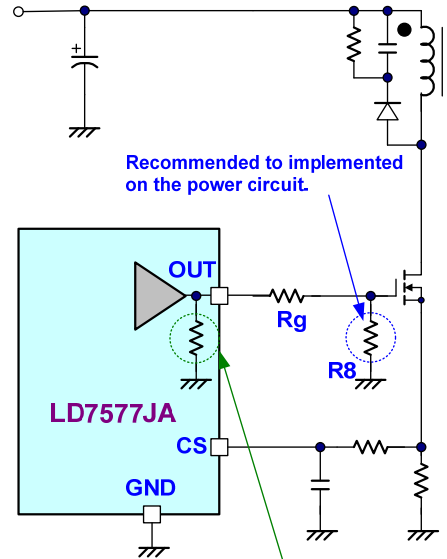 +
Recommended to implemented
on the power circuit.
OUT
Rg
R8
LD7577JA
CS
GND